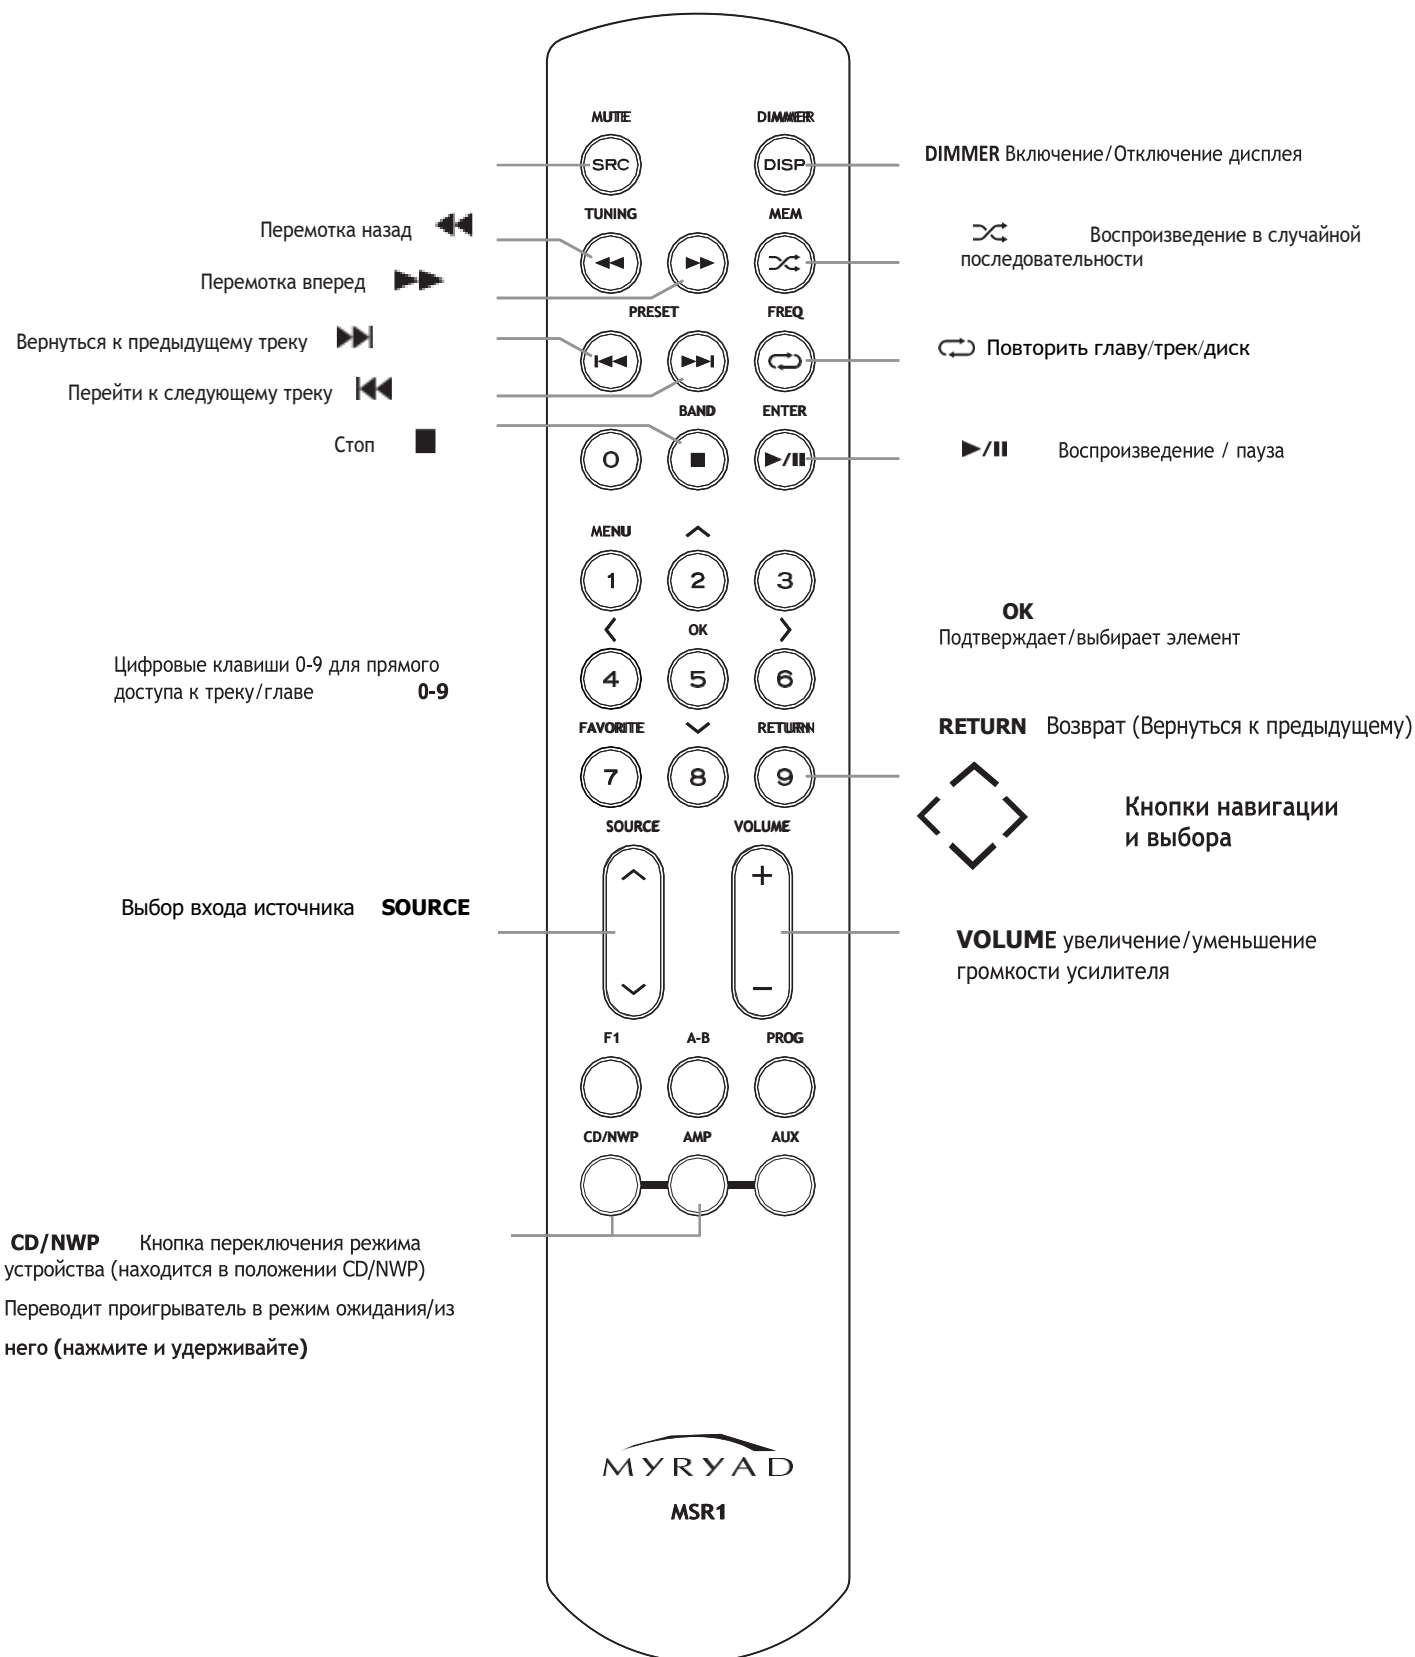 MUTE DIMMER
SRC DISP
DIMMER Включение/Отключение дисплея
TUNING MEM
Перемотка назад
Воспроизведение в случайной
последовательности
Перемотка вперед
PRESET FREQ
Вернуться к предыдущему треку
Повторить главу/трек/диск
Перейти к следующему треку
BAND ENTER
Стоп
0
Воспроизведение / пауза
MENU
1 2 3
OK
Подтверждает/выбирает элемент
OK
Цифровые клавиши 0-9 для прямого
доступа к треку/главе 0-9
4 5 6
FAVORITE RETURN
RETURN Возврат (Вернуться к предыдущему)
7 8 9
Кнопки навигации
и выбора
SOURCE VOLUME
+
Выбор входа источника SOURCE
VOLUME увеличение/уменьшение
громкости усилителя
−
F1 A-B PROG
CD/NWP AMP AUX
CD/NWP Кнопка переключения режима
устройства (находится в положении CD/NWP)
Переводит проигрыватель в режим ожидания/из
него (нажмите и удерживайте)
MYRYAD
MSR1